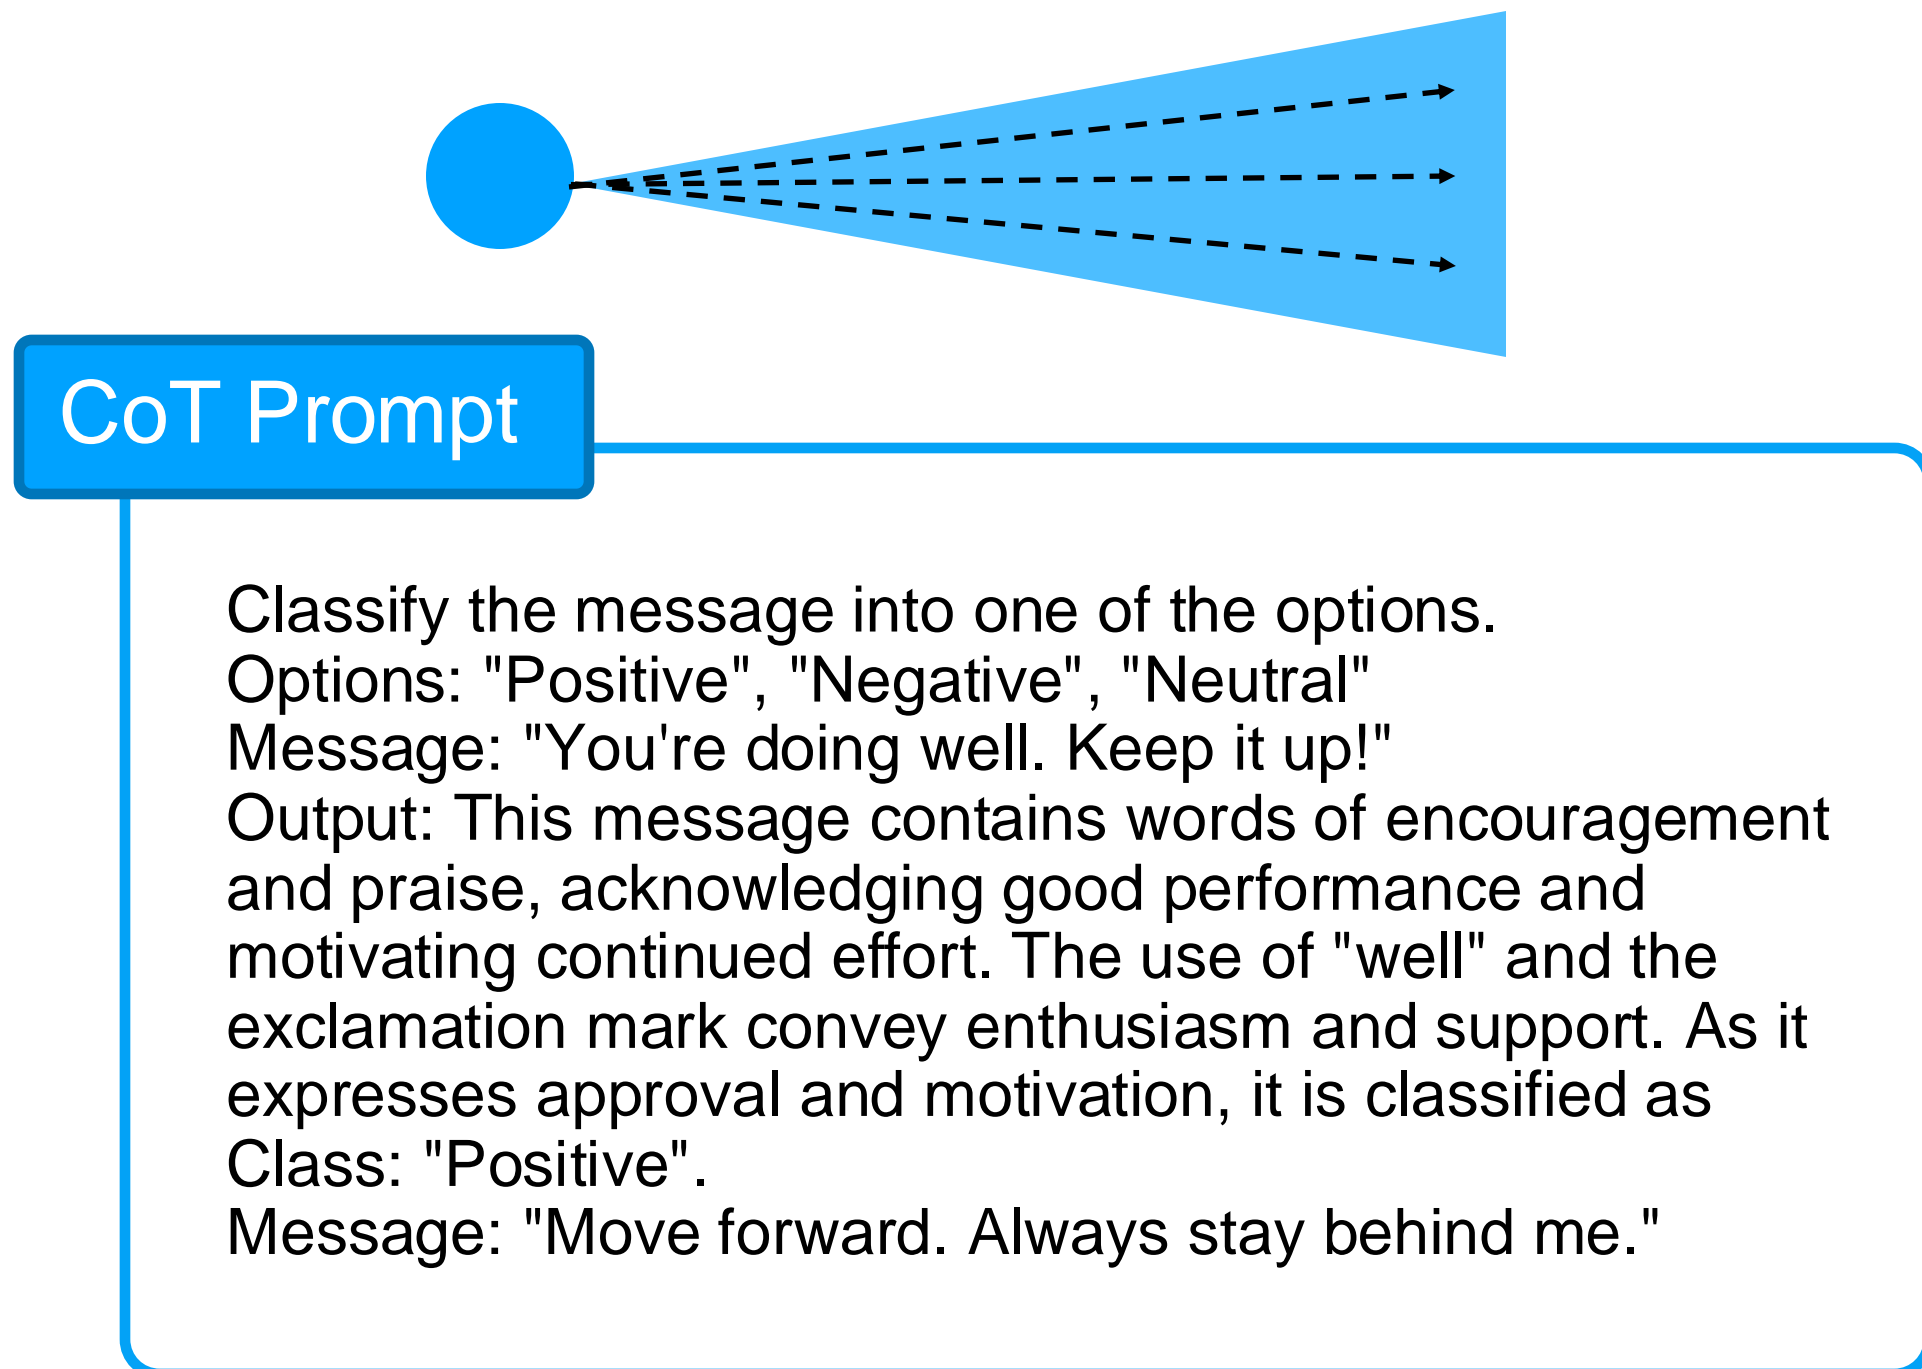 CoT Prompt
Classify the message into one of the options.
Options: "Positive", "Negative", "Neutral"
Message: "You're doing well. Keep it up!"
Output: This message contains words of encouragement
and praise, acknowledging good performance and
motivating continued effort. The use of "well" and the
exclamation mark convey enthusiasm and support. As it
expresses approval and motivation, it is classified as
Class: "Positive".
Message: "Move forward. Always stay behind me."